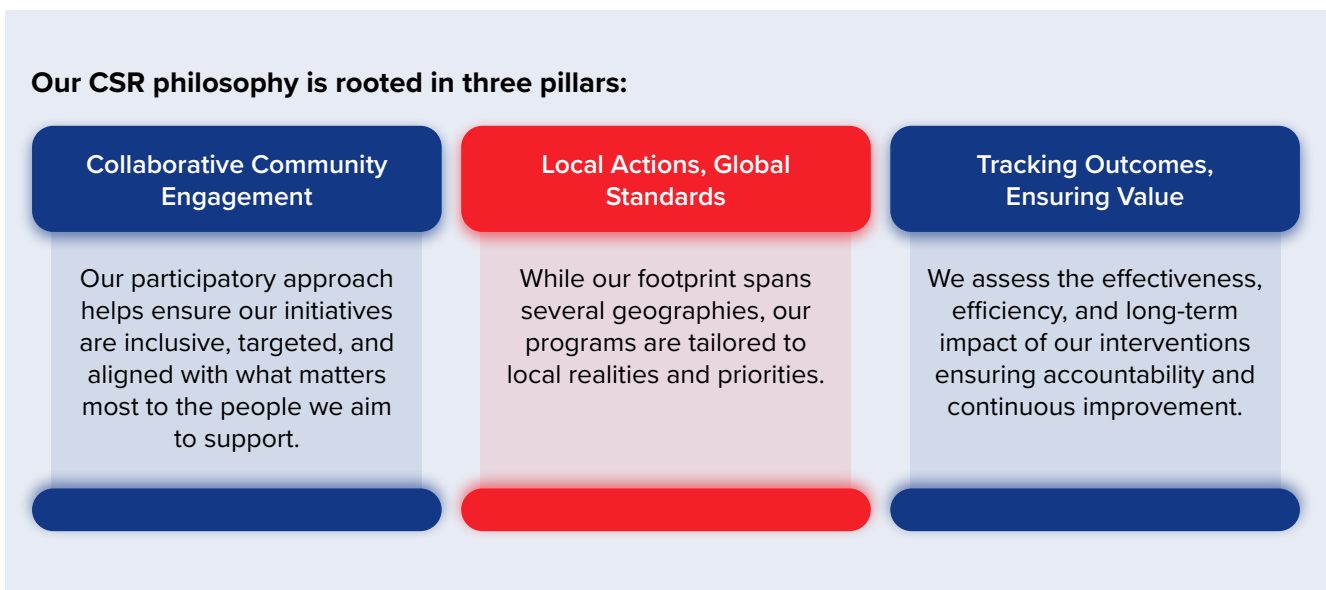 Our CSR philosophy is rooted in three pillars:
Collaborative Community
Engagement
Our participatory approach
helps ensure our initiatives
are inclusive, targeted, and
aligned with what matters
most to the people we aim
to support.
Local Actions, Global
Standards
While our footprint spans
several geographies, our
programs are tailored to
local realities and priorities.
Tracking Outcomes,
Ensuring Value
We assess the effectiveness,
efficiency, and long-term
impact of our interventions
ensuring accountability and
continuous improvement.